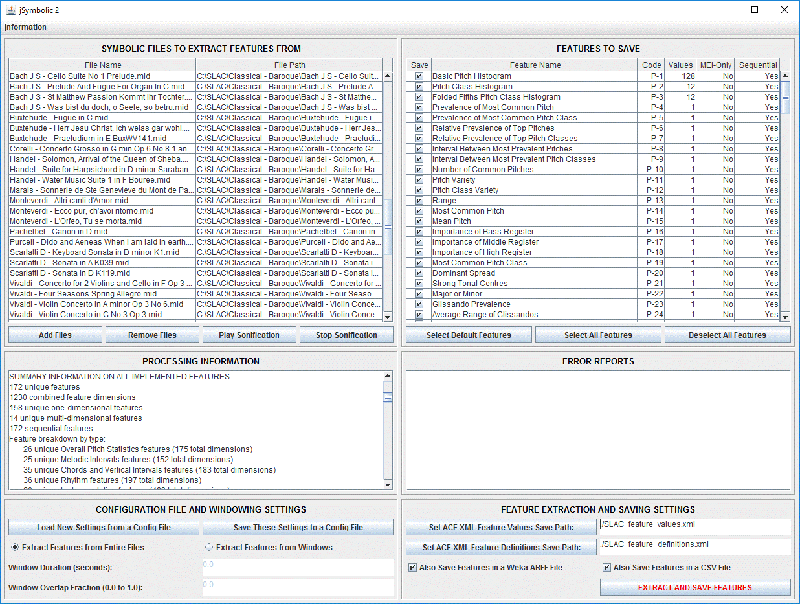 jSymbolic 2
Information
SYMBOLIC FILES TO EXTRACT FEATURES FROM
File Name File Path
Bach J S - Cello Suite No 1 Prelude.mid C:\SLAC\Classical - Baroque\Bach J S - Cello Suit...
Bach J S - Prelude And Fugue For Organ In C.mid C:\SLAC\Classical - Baroque\Bach J S - Prelude A...
Bach J S - St Matthew Passion Kommt ihr Tochter.... C:\SLAC\Classical - Baroque\Bach J S - St Matthe...
Bach J S - Was bist du doch, o Seele, so betru.mid C:\SLAC\Classical - Baroque\Bach J S - Was bist d...
Buxtehude - Fugue in C.mid C:\SLAC\Classical - Baroque\Buxtehude - Fugue i...
Buxtehude - Herr Jesu Christ, ich weiss gar wohl... C:\SLAC\Classical - Baroque\Buxtehude - Herr Jes...
Buxtehude - Praeludium in E BuxWV141.mid C:\SLAC\Classical - Baroque\Buxtehude - Praeludi...
Corelli - Concerto Grosso in G min Op 6 No 8 1.an... C:\SLAC\Classical - Baroque\Corelli - Concerto Gr...
Handel - Solomon, Arrival of the Queen of Sheba.... C:\SLAC\Classical - Baroque\Handel - Solomon, A...
Handel - Suite for Harpsichord in D minor Saraban... C:\SLAC\Classical - Baroque\Handel - Suite for Ha...
Handel - Water Music Suite 1 in F Bouree.mid C:\SLAC\Classical - Baroque\Handel - Water Musi...
Marais - Sonnerie de Ste Genevieve du Mont de Pa... C:\SLAC\Classical - Baroque\Marais - Sonnerie de...
Monteverdi - Altri canti d'Amor.mid C:\SLAC\Classical - Baroque\Monteverdi - Altri cant...
Monteverdi - Ecco pur, ch'a voi ritorno.mid C:\SLAC\Classical - Baroque\Monteverdi - Ecco pu...
Monteverdi - L'Orfeo, Tu se morta.mid C:\SLAC\Classical - Baroque\Monteverdi - L'Orfeo,...
Pachelbel - Canon in D.mid C:\SLAC\Classical - Baroque\Pachelbel - Canon in...
Purcell - Dido and Aeneas When I am laid in earth.... C:\SLAC\Classical - Baroque\Purcell - Dido and Ae...
Scarlatti D - Keyboard Sonata in D minor K1.mid C:\SLAC\Classical - Baroque\Scarlatti D - Keyboar...
Scarlatti D - Sonata in A K039.mid C:\SLAC\Classical - Baroque\Scarlatti D - Sonata i...
Scarlatti D - Sonata in D K119.mid C:\SLAC\Classical - Baroque\Scarlatti D - Sonata i...
Vivaldi - Concerto for 2 Violins and Cello in F Op 3 ... C:\SLAC\Classical - Baroque\Vivaldi - Concerto for ...
Vivaldi - Four Seasons Spring Allegro.mid C:\SLAC\Classical - Baroque\Vivaldi - Four Seaso...
Vivaldi - Violin Concerto in A minor Op 3 No 6.mid C:\SLAC\Classical - Baroque\Vivaldi - Violin Conce...
Vivaldi - Violin Concerto in G No 3 Op 3.mid C:\SLAC\Classical - Baroque\Vivaldi - Violin Conce...
Add Files Remove Files Play Sonification Stop Sonification
FEATURES TO SAVE
Save Feature Name Code Values MEI-Only Sequential
Basic Pitch Histogram P-1 128 No Yes
Pitch Class Histogram P-2 12 No Yes
Folded Fifths Pitch Class Histogram P-3 12 No Yes
Prevalence of Most Common Pitch P-4 1 No Yes
Prevalence of Most Common Pitch Class P-5 1 No Yes
Relative Prevalence of Top Pitches P-6 1 No Yes
Relative Prevalence of Top Pitch Classes P-7 1 No Yes
Interval Between Most Prevalent Pitches P-8 1 No Yes
Interval Between Most Prevalent Pitch Classes P-9 1 No Yes
Number of Common Pitches P-10 1 No Yes
Pitch Variety P-11 1 No Yes
Pitch Class Variety P-12 1 No Yes
Range P-13 1 No Yes
Most Common Pitch P-14 1 No Yes
Mean Pitch P-15 1 No Yes
Importance of Bass Register P-16 1 No Yes
Importance of Middle Register P-17 1 No Yes
Importance of High Register P-18 1 No Yes
Most Common Pitch Class P-19 1 No Yes
Dominant Spread P-20 1 No Yes
Strong Tonal Centres P-21 1 No Yes
Major or Minor P-22 1 No Yes
Glissando Prevalence P-23 1 No Yes
Average Range of Glissandos P-24 1 No Yes
Select Default Features Select All Features Deselect All Features
PROCESSING INFORMATION
SUMMARY INFORMATION ON ALL IMPLEMENTED FEATURES
172 unique features
1230 combined feature dimensions
158 unique one-dimensional features
14 unique multi-dimensional features
172 sequential features
Feature breakdown by type:
26 unique Overall Pitch Statistics features (175 total dimensions)
25 unique Melodic Intervals features (152 total dimensions)
35 unique Chords and Vertical Intervals features (183 total dimensions)
36 unique Rhythm features (197 total dimensions)
ERROR REPORTS
CONFIGURATION FILE AND WINDOWING SETTINGS
Load New Settings from a Config File Save These Settings to a Config File
Extract Features from Entire Files Extract Features from Windows
Window Duration (seconds): 0.0
Window Overlap Fraction (0.0 to 1.0): 0.0
FEATURE EXTRACTION AND SAVING SETTINGS
Set ACE XML Feature Values Save Path: /SLAC_feature_values.xml
Set ACE XML Feature Definitions Save Path: /SLAC_feature_definitions.xml
Also Save Features in a Weka ARFF File Also Save Features in a CSV File
EXTRACT AND SAVE FEATURES